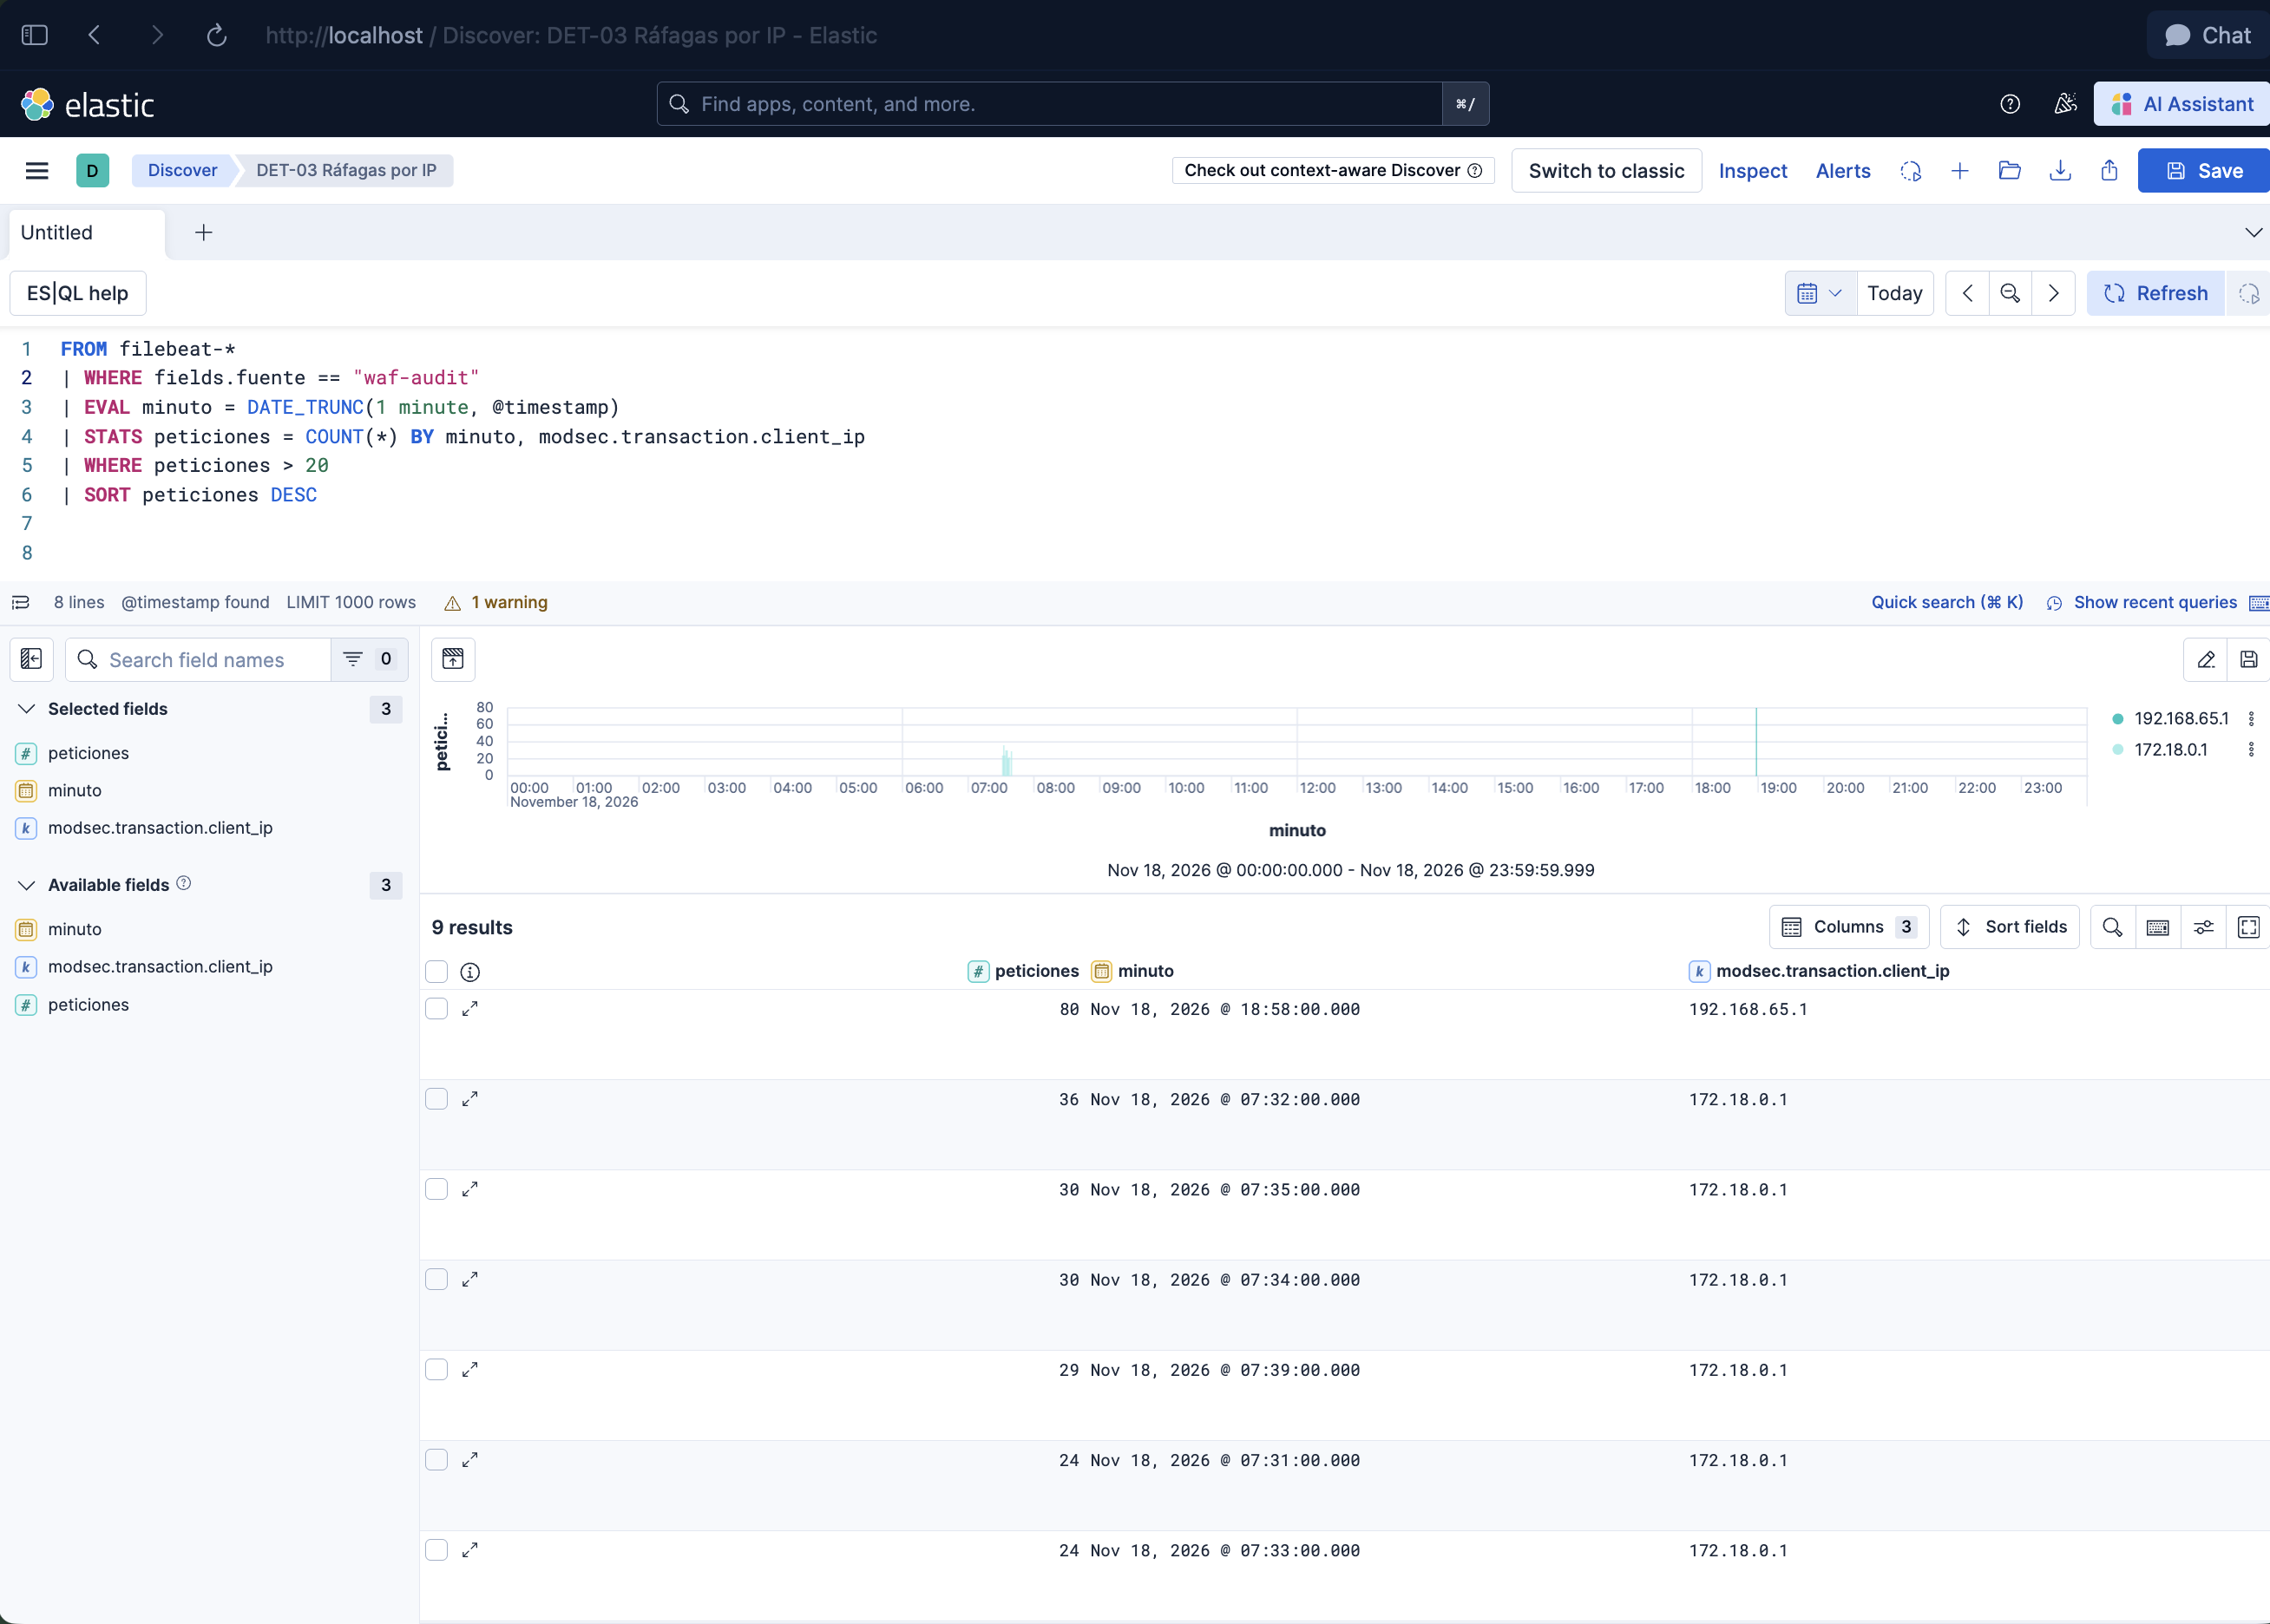 http://localhost / Discover: DET-03 Ráfagas por IP - Elastic
Chat
elastic
Find apps, content, and more.
⌘/
AI Assistant
D
Discover
DET-03 Ráfagas por IP
Check out context-aware Discover
Switch to classic
Inspect
Alerts
Save
Untitled
ES|QL help
Today
Refresh
1 FROM filebeat-*
2 | WHERE fields.fuente == "waf-audit"
3 | EVAL minuto = DATE_TRUNC(1 minute, @timestamp)
4 | STATS peticiones = COUNT(*) BY minuto, modsec.transaction.client_ip
5 | WHERE peticiones > 20
6 | SORT peticiones DESC
7
8
8 lines @timestamp found LIMIT 1000 rows 1 warning
Quick search (⌘ K) Show recent queries
Search field names
0
Selected fields 3
# peticiones
minuto
k modsec.transaction.client_ip
Available fields 3
minuto
k modsec.transaction.client_ip
# peticiones
petici...
80
60
40
20
0
00:00 01:00 02:00 03:00 04:00 05:00 06:00 07:00 08:00 09:00 10:00 11:00 12:00 13:00 14:00 15:00 16:00 17:00 18:00 19:00 20:00 21:00 22:00 23:00
November 18, 2026
minuto
192.168.65.1
172.18.0.1
Nov 18, 2026 @ 00:00:00.000 - Nov 18, 2026 @ 23:59:59.999
9 results
Columns 3
Sort fields
# peticiones minuto k modsec.transaction.client_ip
80 Nov 18, 2026 @ 18:58:00.000 192.168.65.1
36 Nov 18, 2026 @ 07:32:00.000 172.18.0.1
30 Nov 18, 2026 @ 07:35:00.000 172.18.0.1
30 Nov 18, 2026 @ 07:34:00.000 172.18.0.1
29 Nov 18, 2026 @ 07:39:00.000 172.18.0.1
24 Nov 18, 2026 @ 07:31:00.000 172.18.0.1
24 Nov 18, 2026 @ 07:33:00.000 172.18.0.1